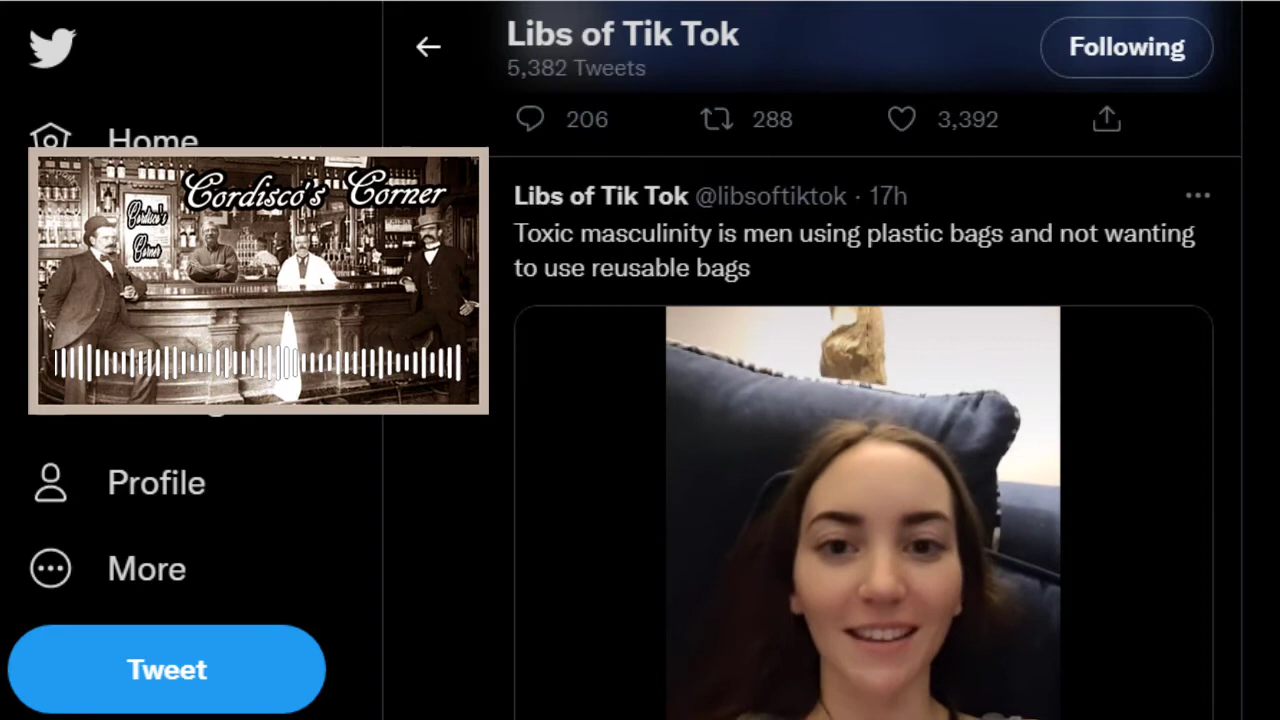 Libs of Tik Tok
5,382 Tweets
Following
206
288
3,392
Home
Cordisco's Corner
Cordisco's
Corner
Libs of Tik Tok @libsoftiktok · 17h
Toxic masculinity is men using plastic bags and not wanting
to use reusable bags
Profile
More
Tweet